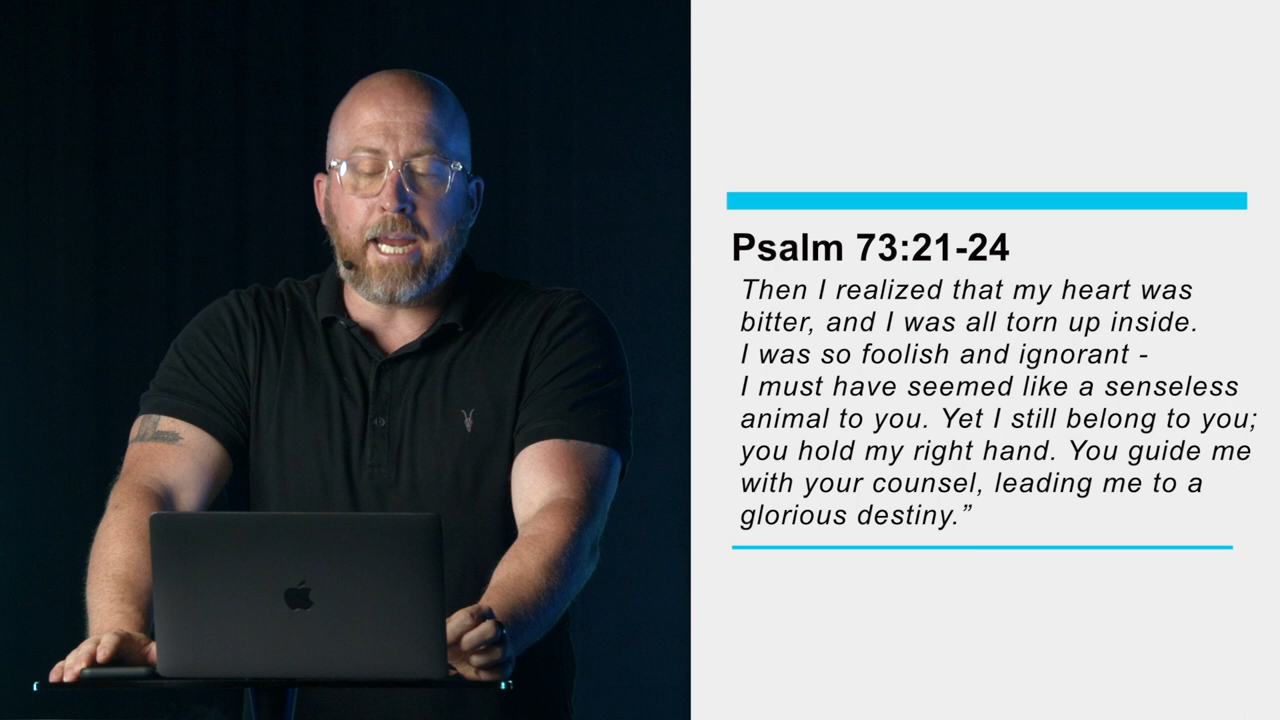 Psalm 73:21-24
Then I realized that my heart was
bitter, and I was all torn up inside.
I was so foolish and ignorant -
I must have seemed like a senseless
animal to you. Yet I still belong to you;
you hold my right hand. You guide me
with your counsel, leading me to a
glorious destiny.”